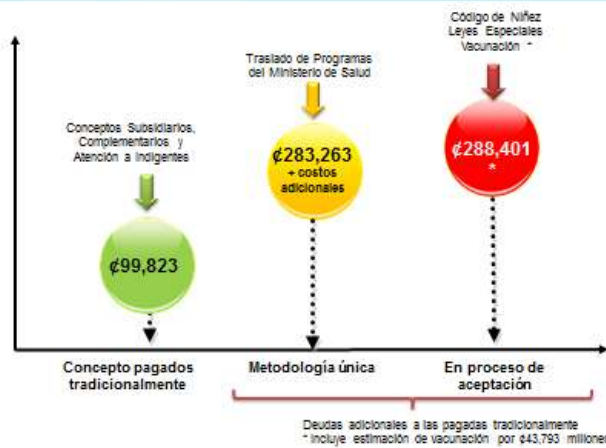 Código de Niñez
Leyes Especiales
Vacunación *
Traslado de Programas
del Ministerio de Salud
Conceptos Subsidiarios,
Complementarios y
Atención a Indigentes
₡99,823
₡283,263
+ costos
adicionales
₡288,401
*
Concepto pagados
tradicionalmente
Metodología única
En proceso de
aceptación
Deudas adicionales a las pagadas tradicionalmente
* Incluye estimación de vacunación por ₡43,793 millones